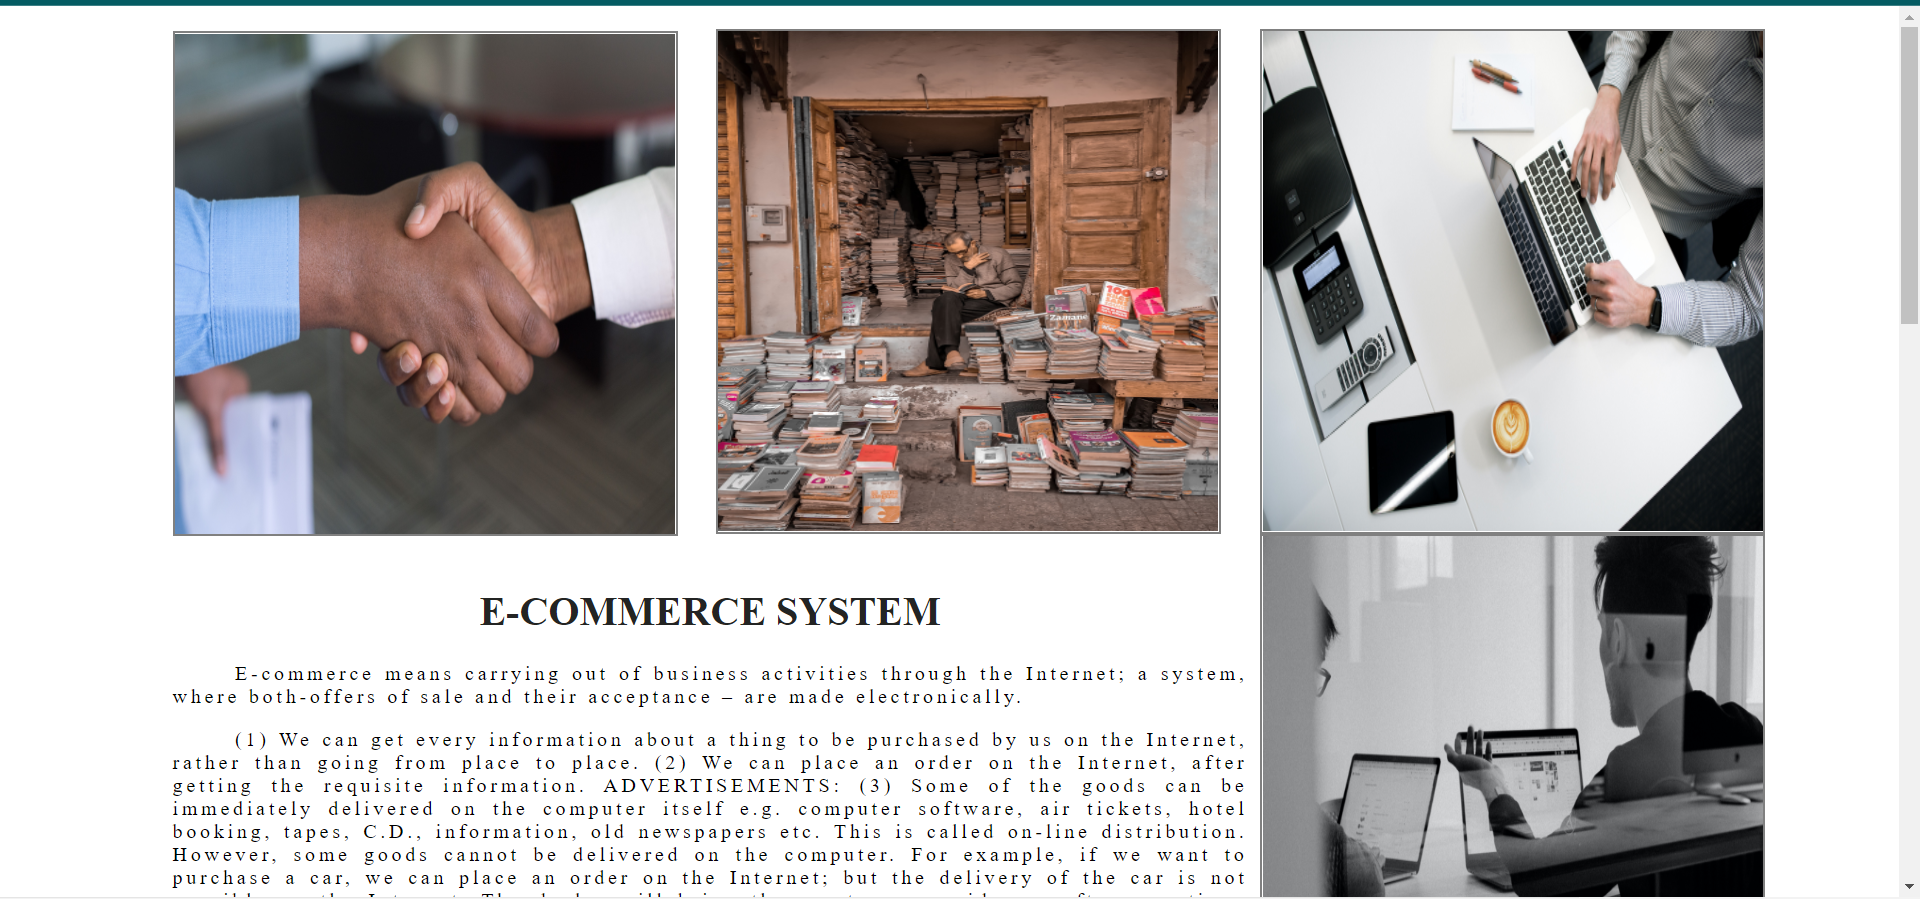 100
Zamane
E-COMMERCE SYSTEM
E-commerce means carrying out of business activities through the Internet; a system,
where both-offers of sale and their acceptance – are made electronically.
(1) We can get every information about a thing to be purchased by us on the Internet,
rather than going from place to place. (2) We can place an order on the Internet, after
getting the requisite information. ADVERTISEMENTS: (3) Some of the goods can be
immediately delivered on the computer itself e.g. computer software, air tickets, hotel
booking, tapes, C.D., information, old newspapers etc. This is called on-line distribution.
However, some goods cannot be delivered on the computer. For example, if we want to
purchase a car, we can place an order on the Internet; but the delivery of the car is not